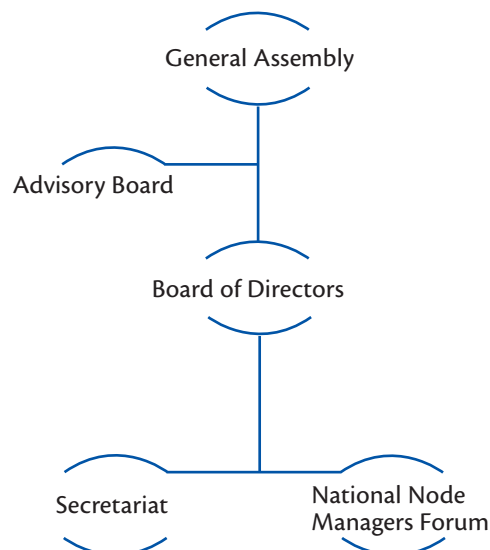 General Assembly
Advisory Board
Board of Directors
Secretariat
National Node
Managers Forum